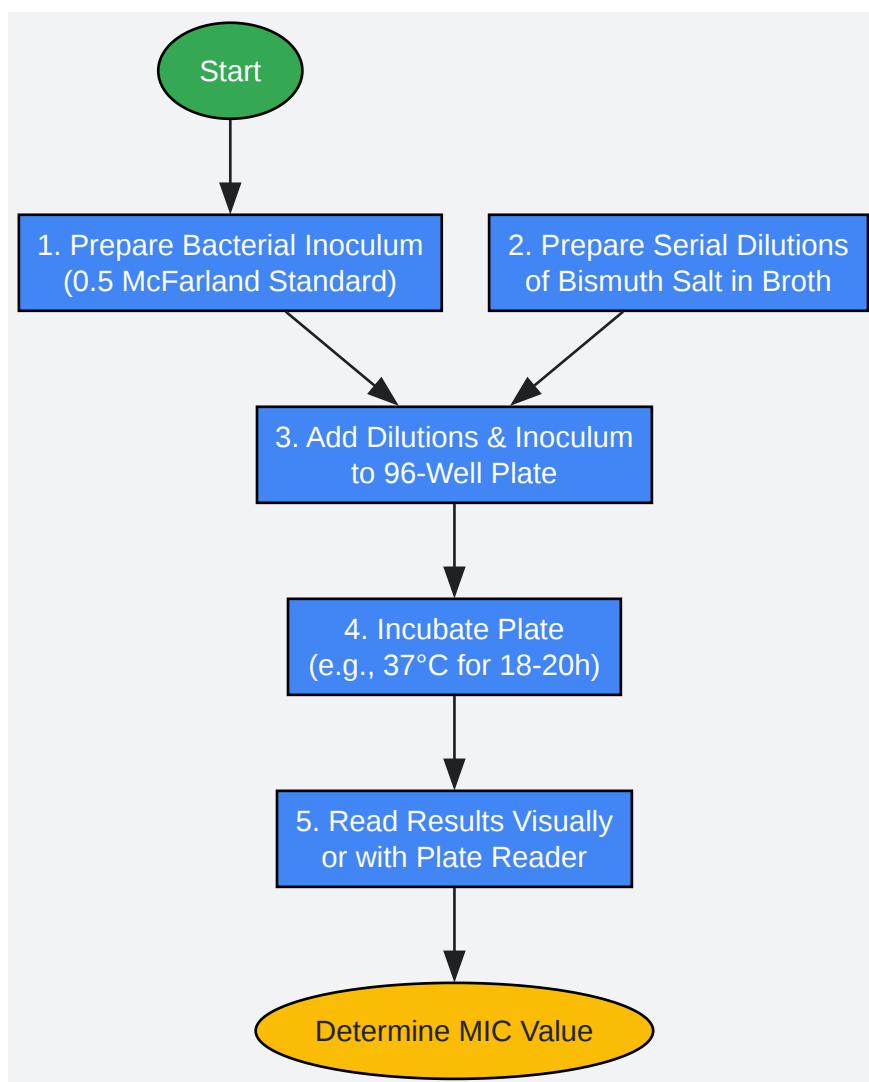 Start
1. Prepare Bacterial Inoculum
(0.5 McFarland Standard)
2. Prepare Serial Dilutions
of Bismuth Salt in Broth
3. Add Dilutions & Inoculum
to 96-Well Plate
4. Incubate Plate
(e.g., 37°C for 18-20h)
5. Read Results Visually
or with Plate Reader
Determine MIC Value